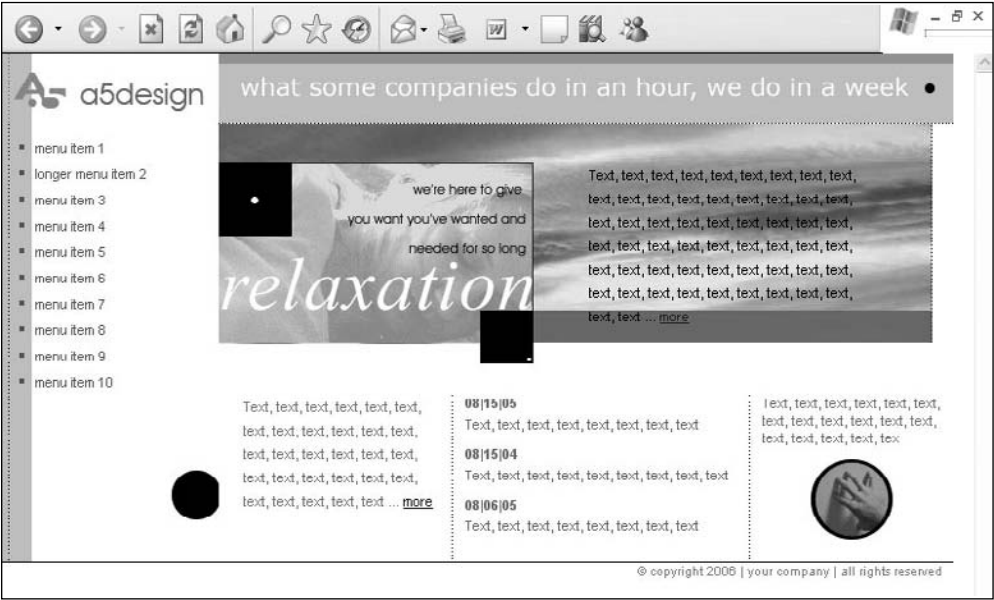 a5design
what some companies do in an hour, we do in a week
menu item 1
longer menu item 2
menu item 3
menu item 4
menu item 5
menu item 6
menu item 7
menu item 8
menu item 9
menu item 10
we're here to give
you want you've wanted and
needed for so long
relaxation
Text, text, text, text, text, text, text, text, text,
text, text, text, text, text, text, text, text, text,
text, text, text, text, text, text, text, text, text,
text, text, text, text, text, text, text, text, text,
text, text, text, text, text, text, text, text, text,
text, text, text, text, text, text, text, text, text,
text, text ... more
Text, text, text, text, text, text,
text, text, text, text, text, text,
text, text, text, text, text, text,
text, text, text, text, text, text,
text, text, text, text, text ... more
08|15|05
Text, text, text, text, text, text, text, text
08|15|04
Text, text, text, text, text, text, text, text, text
08|06|05
Text, text, text, text, text, text, text, text
Text, text, text, text, text, text,
text, text, text, text, text, text,
text, text, text, text, tex
© copyright 2006 | your company | all rights reserved